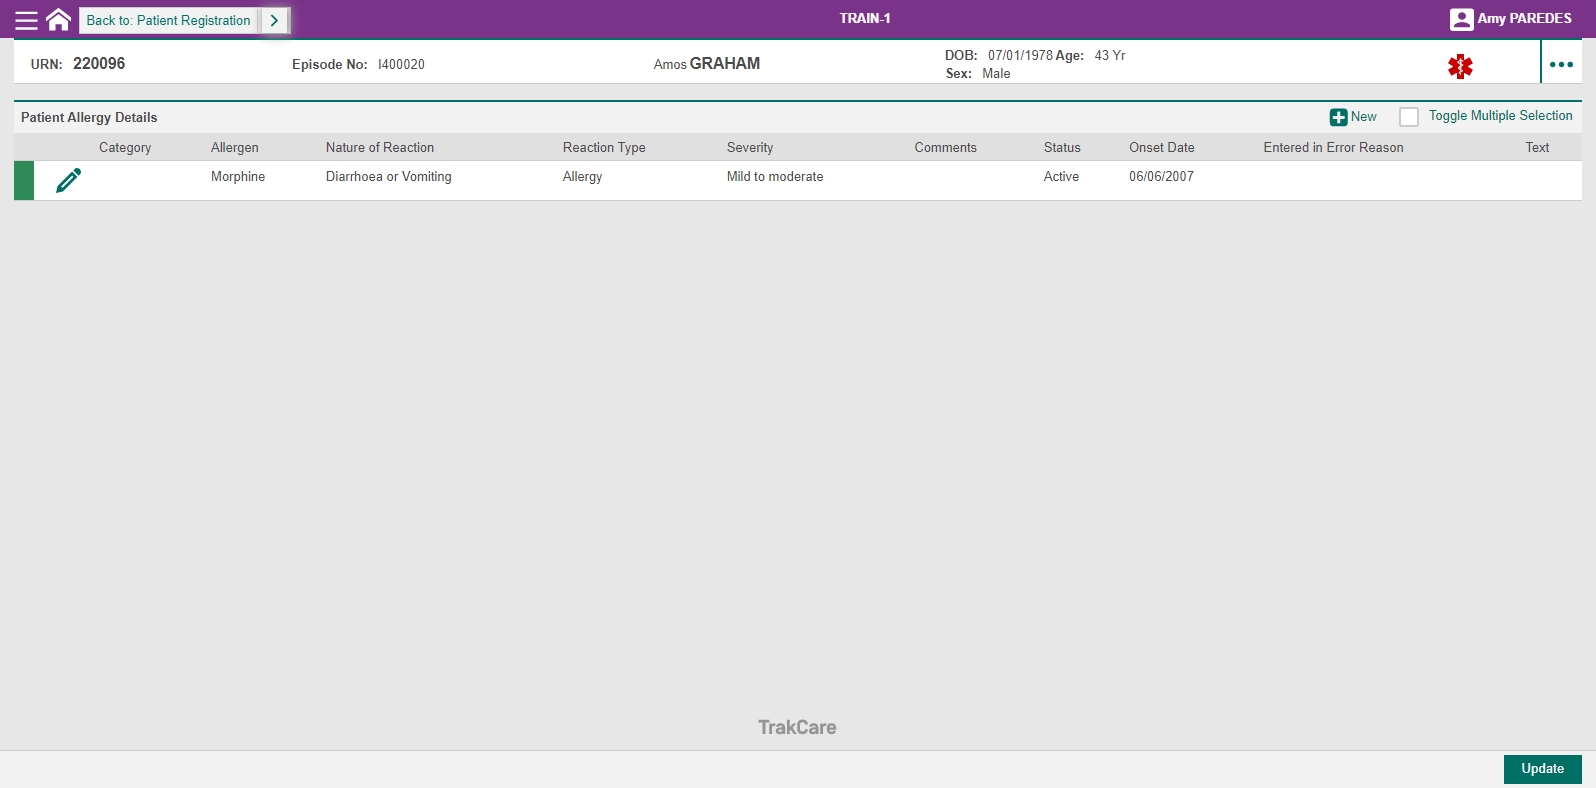 Back to: Patient Registration TRAIN-1 Amy PAREDES
URN: 220096 Episode No: I400020 Amos GRAHAM DOB: 07/01/1978 Age: 43 Yr
Sex: Male
Patient Allergy Details New Toggle Multiple Selection
Category Allergen Nature of Reaction Reaction Type Severity Comments Status Onset Date Entered in Error Reason Text
Morphine Diarrhoea or Vomiting Allergy Mild to moderate Active 06/06/2007
TrakCare
Update